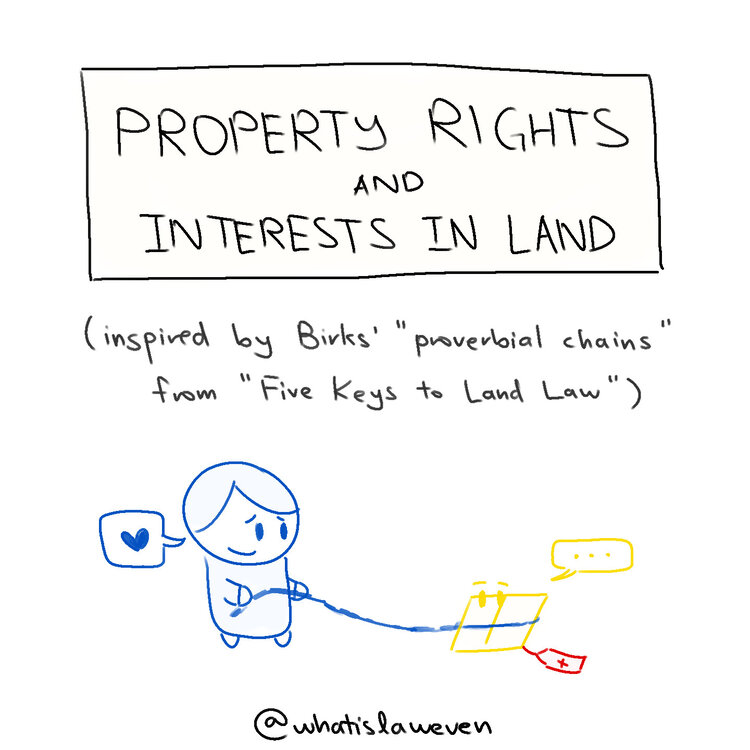 PROPERTY RIGHTS
AND
INTERESTS IN LAND
(inspired by Birks' "proverbial chains"
from "Five Keys to Land Law")
...
@whatislaweven